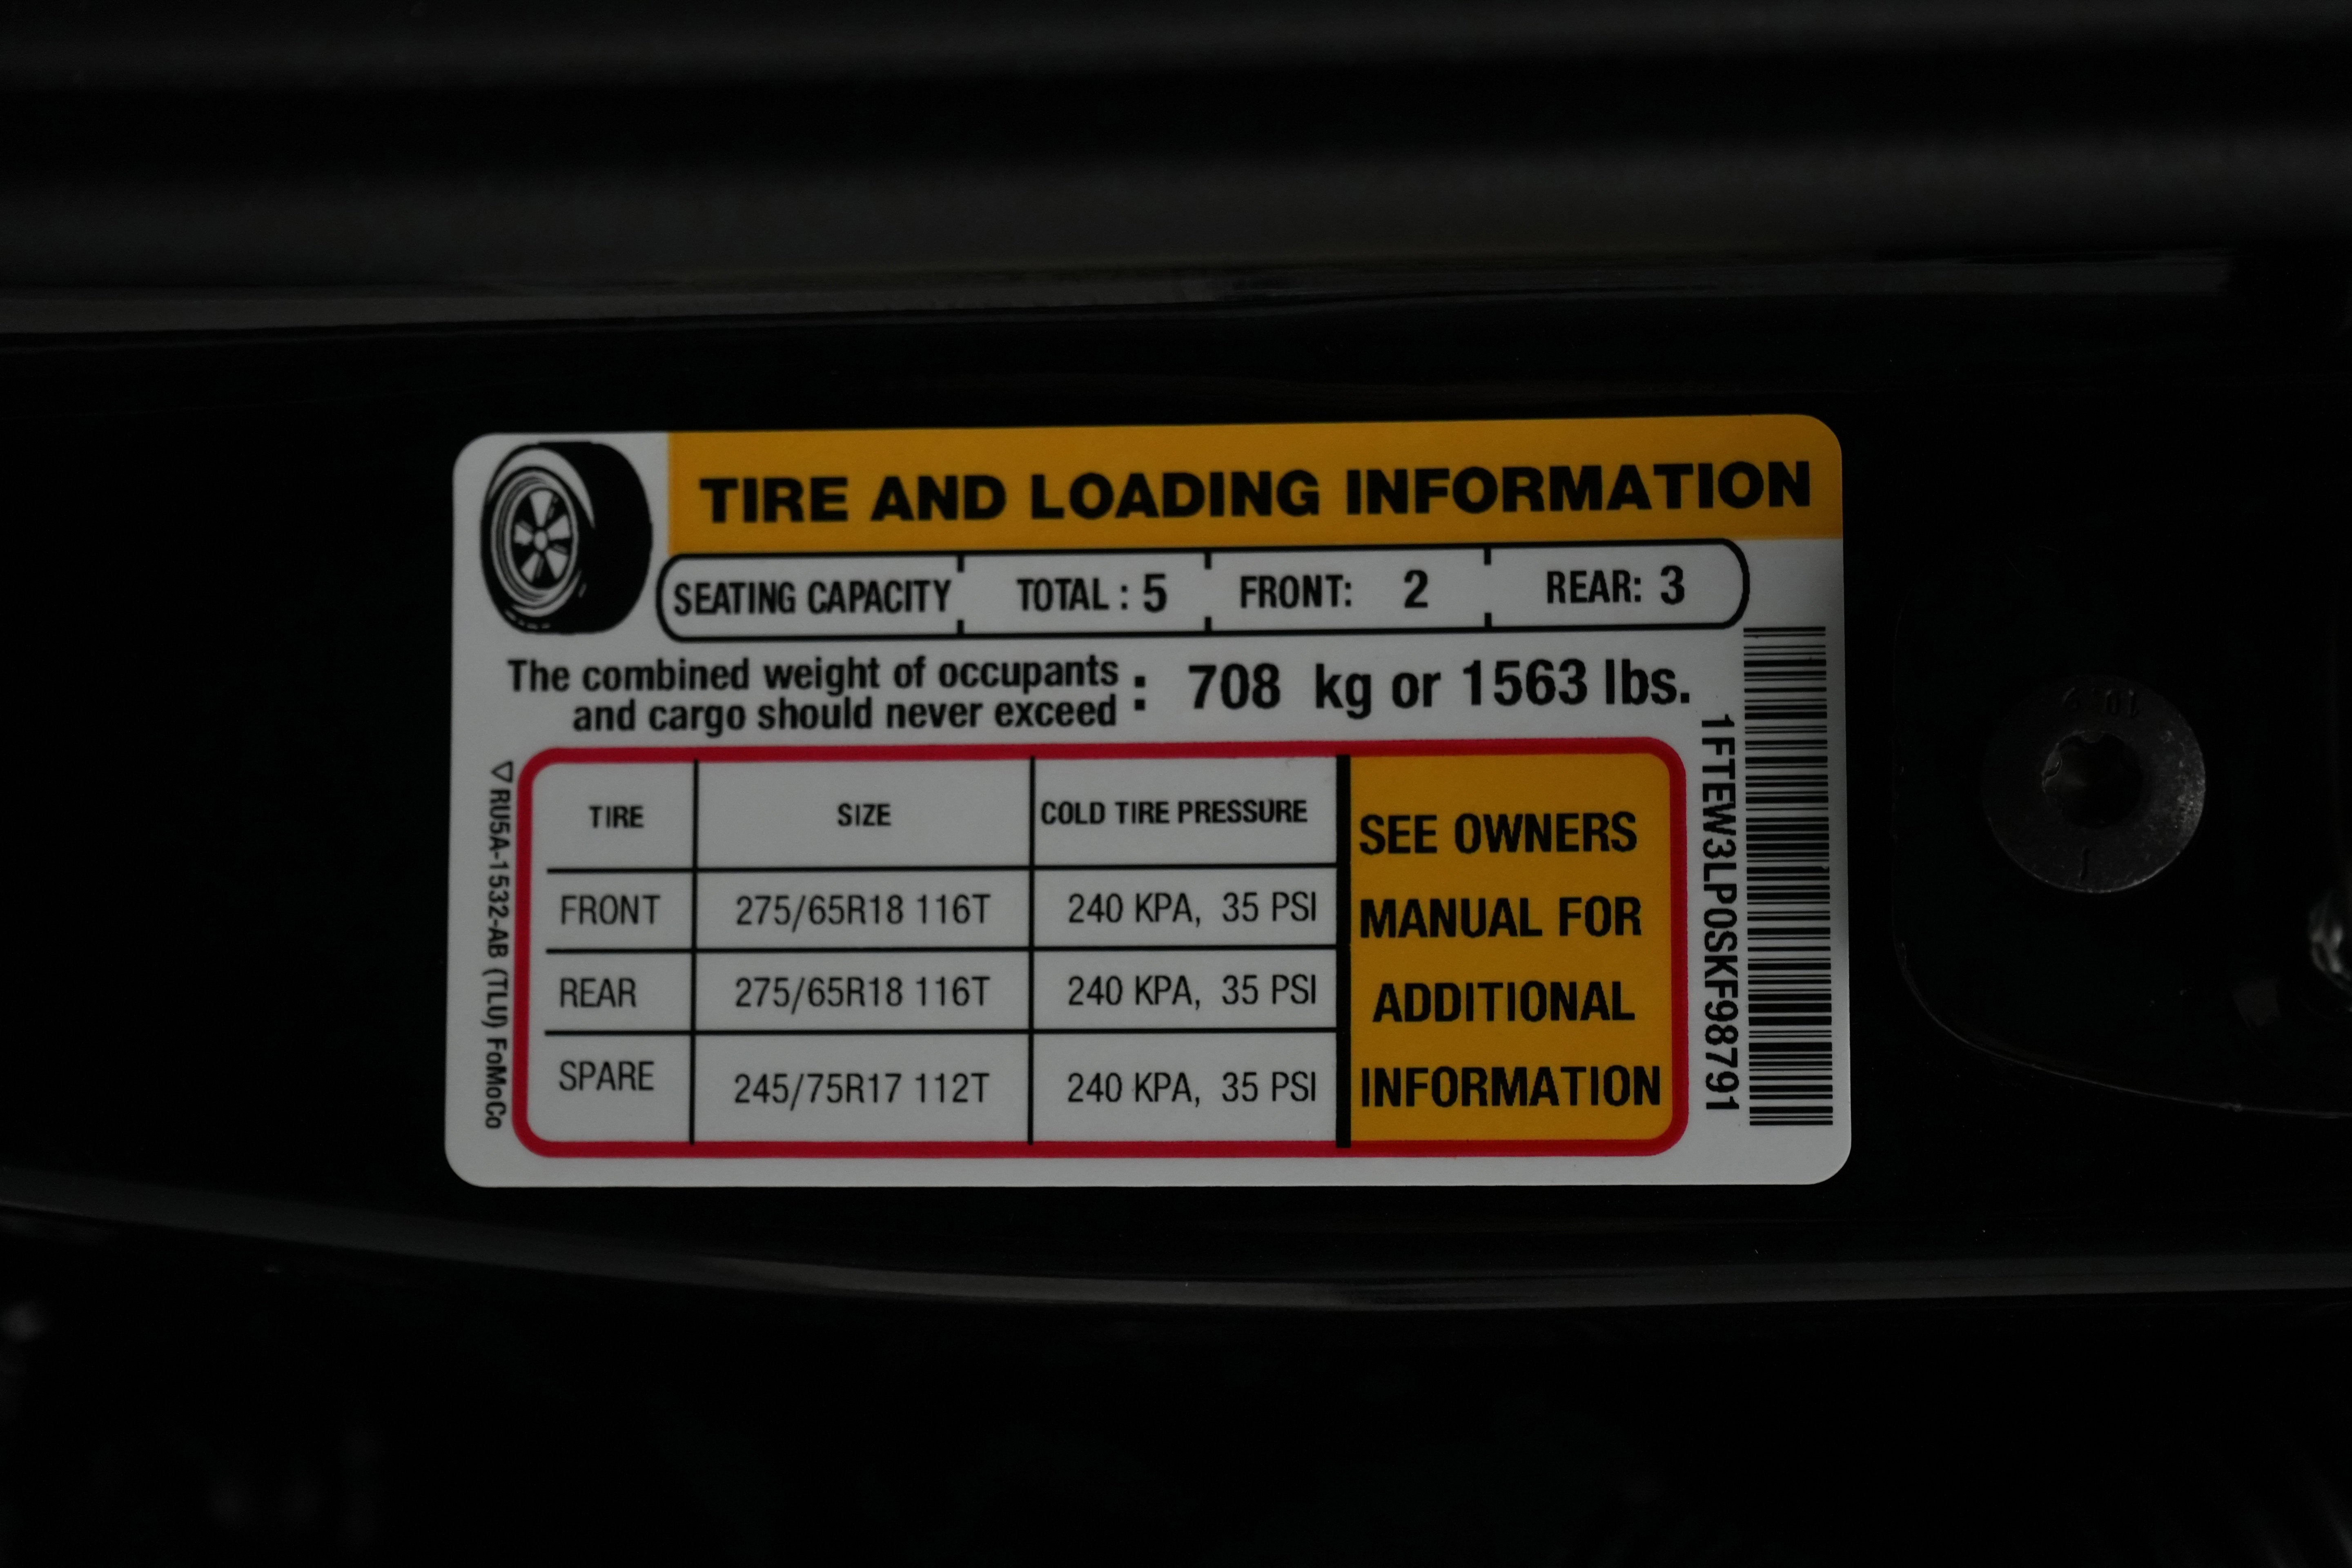 TIRE AND LOADING INFORMATION
SEATING CAPACITY TOTAL : 5 FRONT: 2 REAR: 3
The combined weight of occupants
and cargo should never exceed : 708 kg or 1563 lbs.
TIRE SIZE COLD TIRE PRESSURE
FRONT 275/65R18 116T 240 KPA, 35 PSI
REAR 275/65R18 116T 240 KPA, 35 PSI
SPARE 245/75R17 112T 240 KPA, 35 PSI
SEE OWNERS
MANUAL FOR
ADDITIONAL
INFORMATION
RU5A-1532-AB (TLU) FoMoCo
1FTEW3LP0SKF98791
10.9